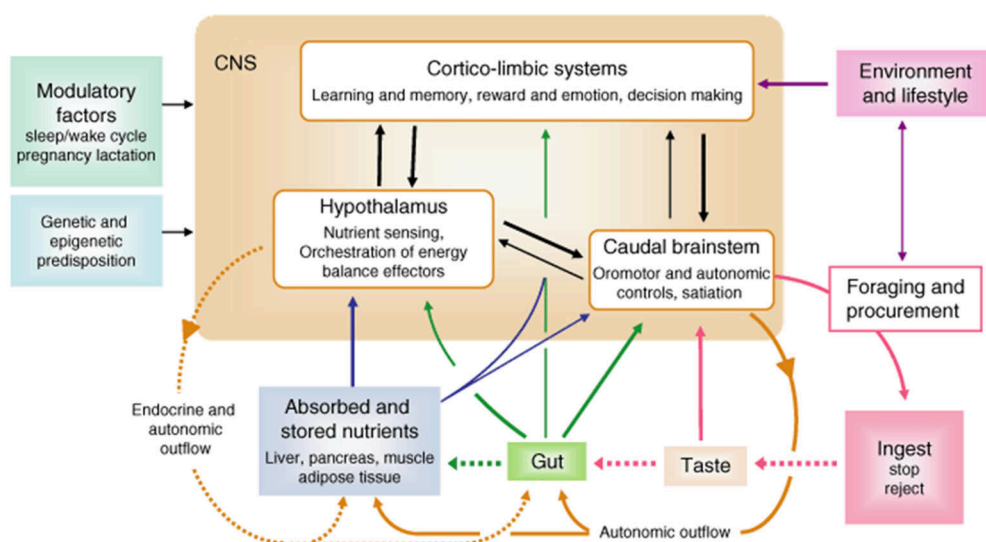 CNS
Cortico-limbic systems
Learning and memory, reward and emotion, decision making
Modulatory
factors
sleep/wake cycle
pregnancy lactation
Environment
and lifestyle
Genetic and
epigenetic
predisposition
Hypothalamus
Nutrient sensing,
Orchestration of energy
balance effectors
Caudal brainstem
Oromotor and autonomic
controls, satiation
Foraging and
procurement
Endocrine and
autonomic
outflow
Absorbed and
stored nutrients
Liver, pancreas, muscle
adipose tissue
Gut
Taste
Ingest
stop
reject
Autonomic outflow